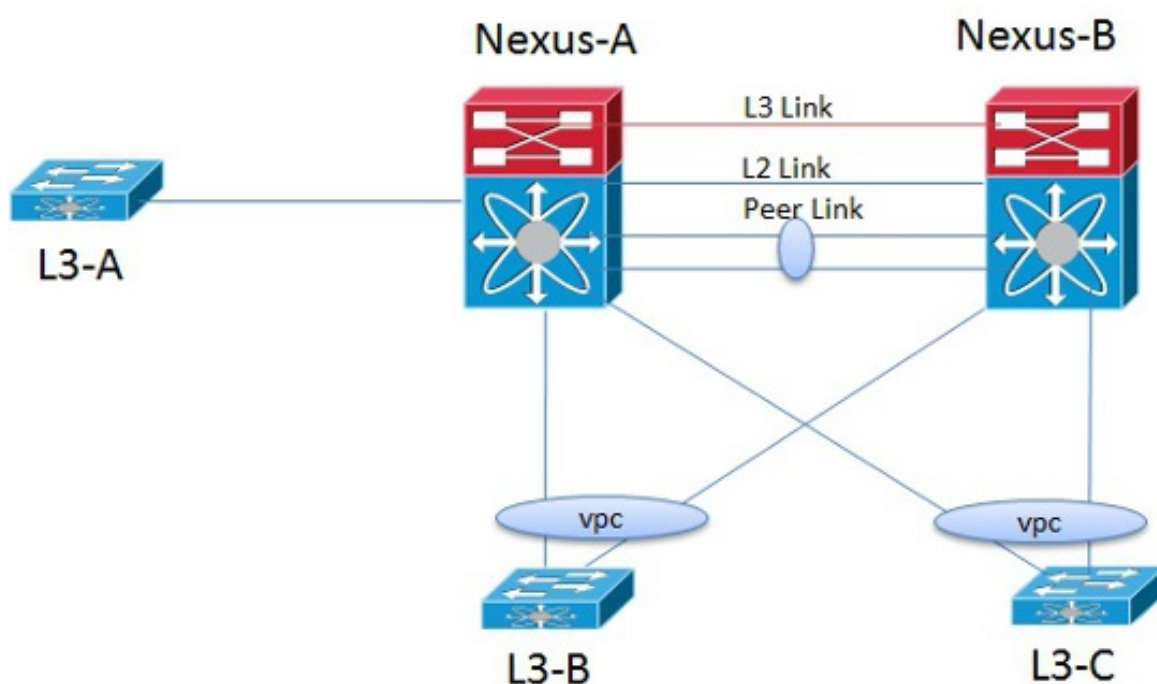 Nexus-A
Nexus-B
L3 Link
L2 Link
Peer Link
L3-A
vpc
vpc
L3-B
L3-C